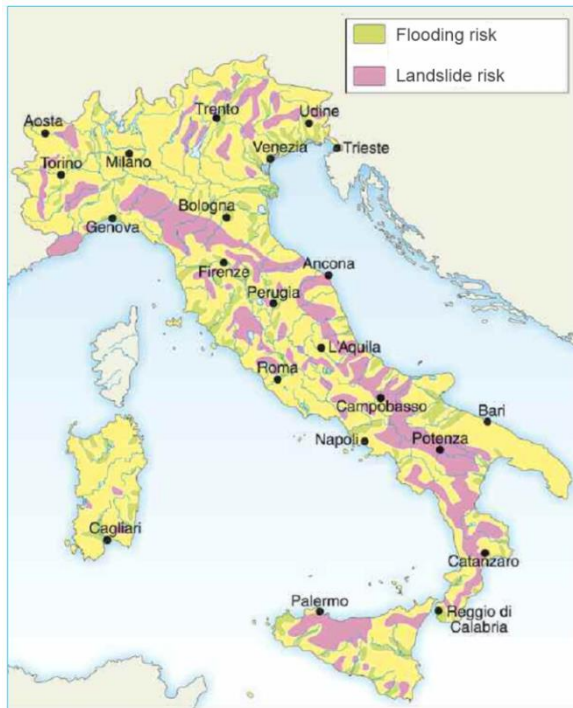 Flooding risk
Landslide risk
Trento
Udine
Aosta
Venezia
Trieste
Torino
Milano
Bologna
Genova
Firenze
Ancona
Perugia
L'Aquila
Roma
Campobasso
Bari
Napoli
Potenza
Cagliari
Catanzaro
Palermo
Reggio di
Calabria